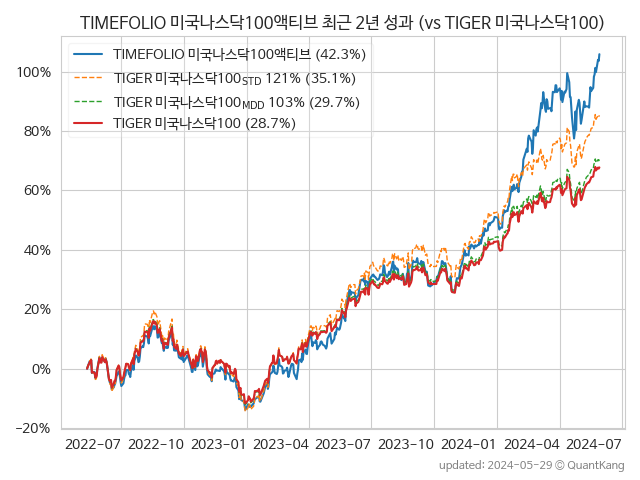 TIMEFOLIO 미국나스닥100액티브 최근 2년 성과 (vs TIGER 미국나스닥100)
TIMEFOLIO 미국나스닥100액티브 (42.3%)
TIGER 미국나스닥100STD 121% (35.1%)
TIGER 미국나스닥100MDD 103% (29.7%)
TIGER 미국나스닥100 (28.7%)
100%
80%
60%
40%
20%
0%
−20%
2022−07 2022−10 2023−01 2023−04 2023−07 2023−10 2024−01 2024−04 2024−07
updated: 2024-05-29 © QuantKang